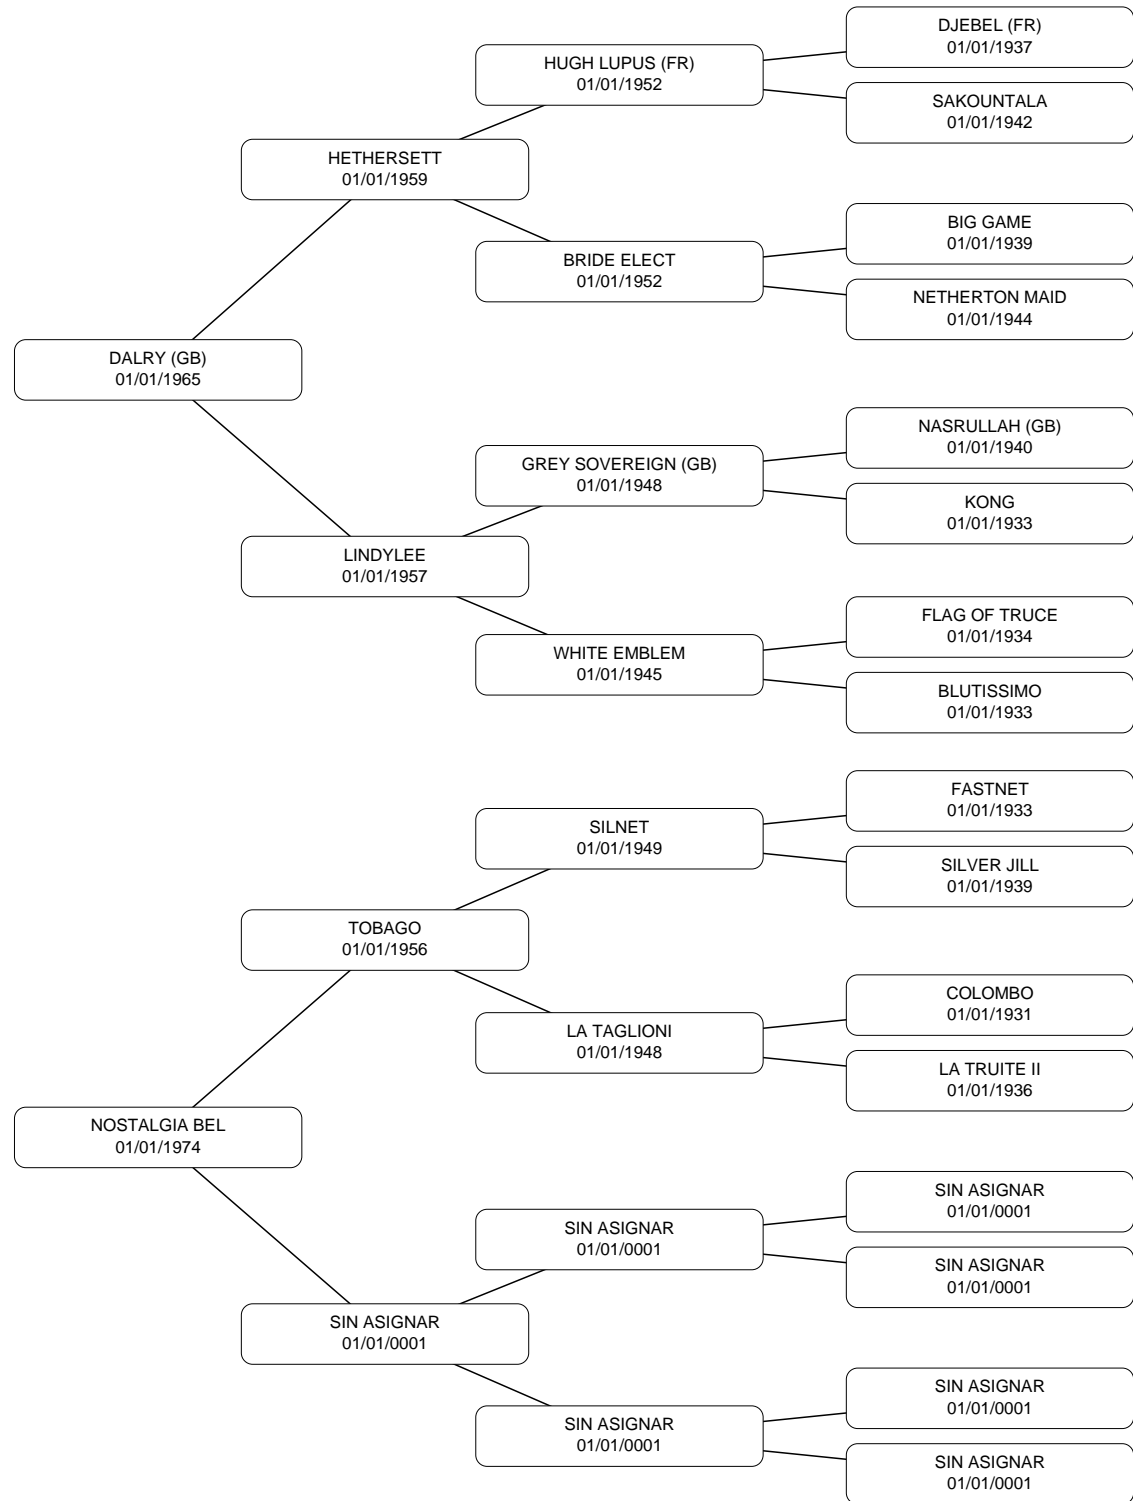 DJEBEL (FR)
01/01/1937
HUGH LUPUS (FR)
01/01/1952
SAKOUNTALA
01/01/1942
HETHERSETT
01/01/1959
BIG GAME
01/01/1939
BRIDE ELECT
01/01/1952
NETHERTON MAID
01/01/1944
DALRY (GB)
01/01/1965
NASRULLAH (GB)
01/01/1940
GREY SOVEREIGN (GB)
01/01/1948
KONG
01/01/1933
LINDYLEE
01/01/1957
FLAG OF TRUCE
01/01/1934
WHITE EMBLEM
01/01/1945
BLUTISSIMO
01/01/1933
FASTNET
01/01/1933
SILNET
01/01/1949
SILVER JILL
01/01/1939
TOBAGO
01/01/1956
COLOMBO
01/01/1931
LA TAGLIONI
01/01/1948
LA TRUITE II
01/01/1936
NOSTALGIA BEL
01/01/1974
SIN ASIGNAR
01/01/0001
SIN ASIGNAR
01/01/0001
SIN ASIGNAR
01/01/0001
SIN ASIGNAR
01/01/0001
SIN ASIGNAR
01/01/0001
SIN ASIGNAR
01/01/0001
SIN ASIGNAR
01/01/0001